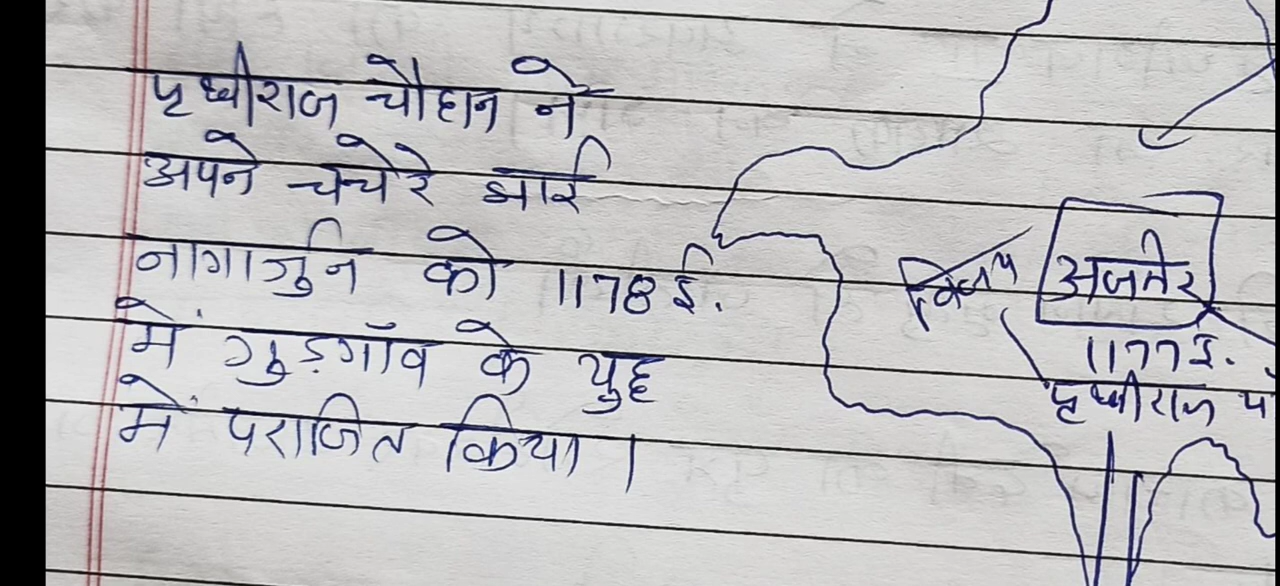 पृथ्वीराज चौहान ने
अपने चचेरे भाई
नागार्जुन को 1178 ई.
में गुड़गाँव के युद्ध
में पराजित किया।
अजमेर
1177 ई.
पृथ्वीराज